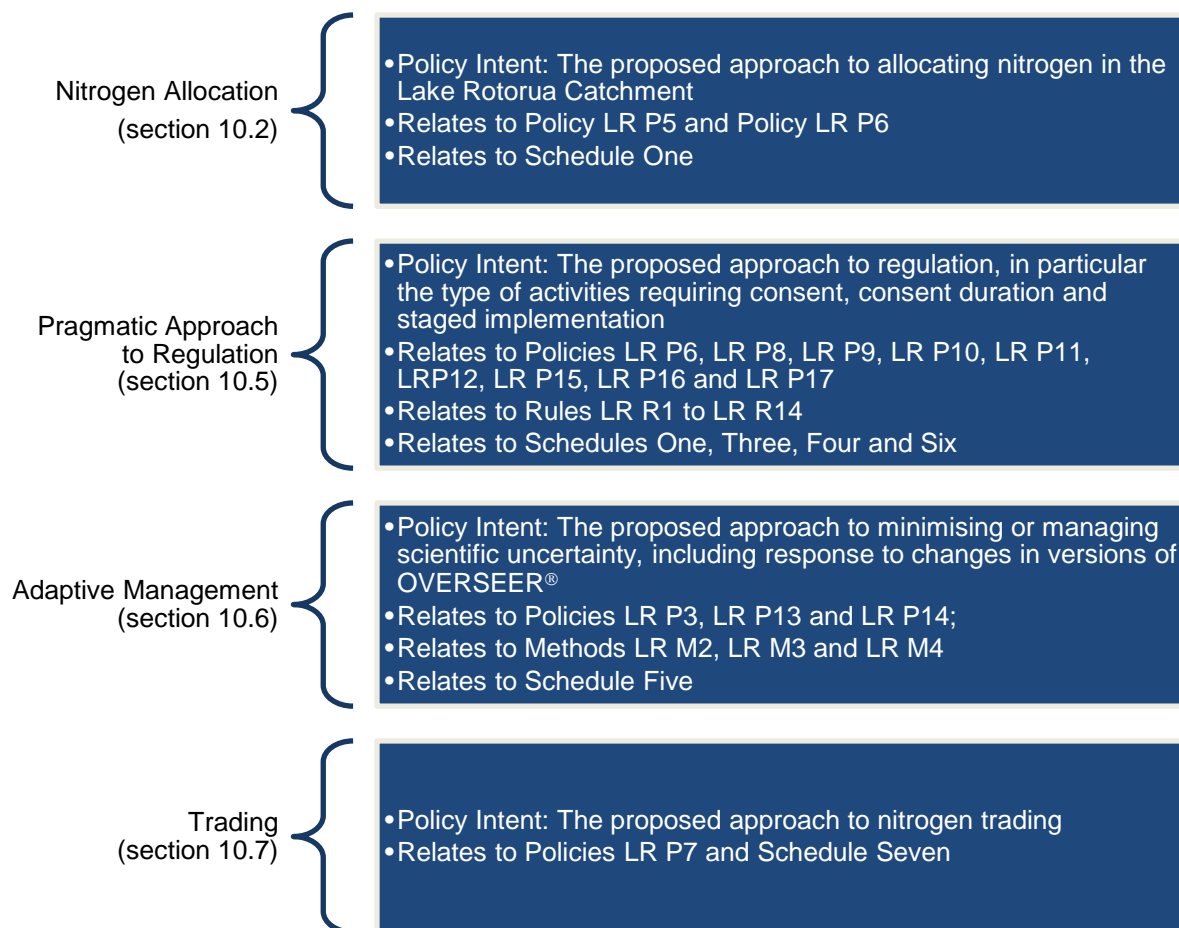 Nitrogen Allocation
(section 10.2)
•Policy Intent: The proposed approach to allocating nitrogen in the
Lake Rotorua Catchment
•Relates to Policy LR P5 and Policy LR P6
•Relates to Schedule One
Pragmatic Approach
to Regulation
(section 10.5)
•Policy Intent: The proposed approach to regulation, in particular
the type of activities requiring consent, consent duration and
staged implementation
•Relates to Policies LR P6, LR P8, LR P9, LR P10, LR P11,
LRP12, LR P15, LR P16 and LR P17
•Relates to Rules LR R1 to LR R14
•Relates to Schedules One, Three, Four and Six
Adaptive Management
(section 10.6)
•Policy Intent: The proposed approach to minimising or managing
scientific uncertainty, including response to changes in versions of
OVERSEER®
•Relates to Policies LR P3, LR P13 and LR P14;
•Relates to Methods LR M2, LR M3 and LR M4
•Relates to Schedule Five
Trading
(section 10.7)
•Policy Intent: The proposed approach to nitrogen trading
•Relates to Policies LR P7 and Schedule Seven